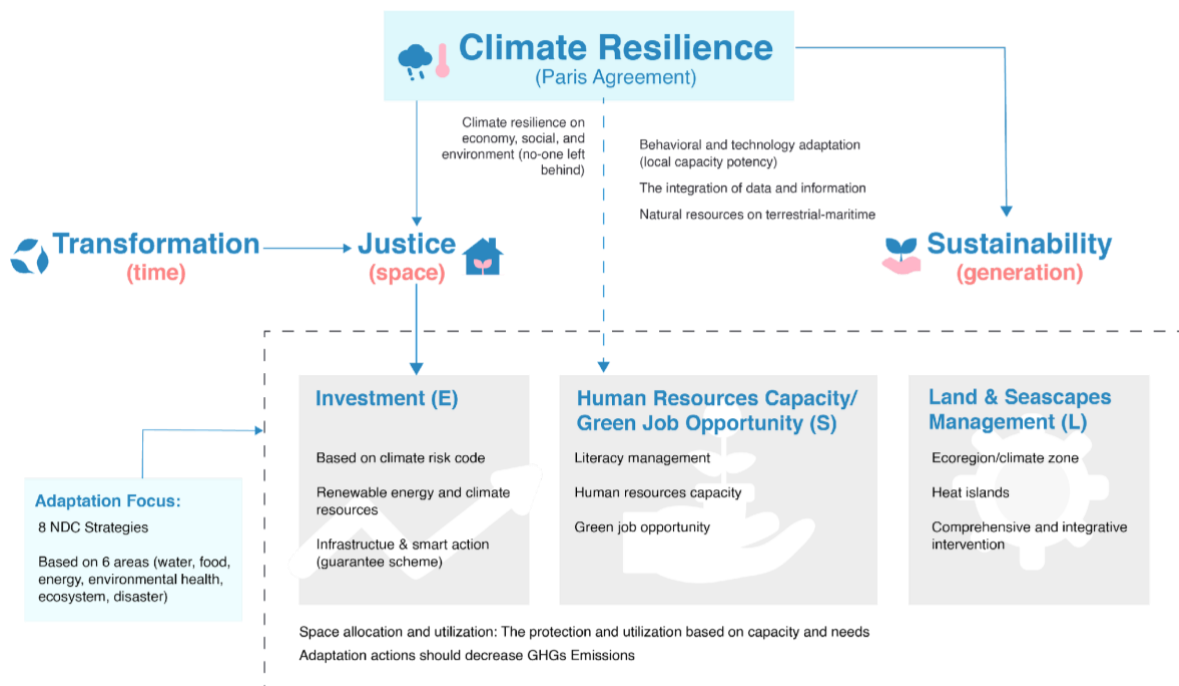 Climate Resilience
(Paris Agreement)
Climate resilience on
economy, social, and
environment (no-one left
behind)
Behavioral and technology adaptation
(local capacity potency)
The integration of data and information
Natural resources on terrestrial-maritime
Transformation
(time)
Justice
(space)
Sustainability
(generation)
Adaptation Focus:
8 NDC Strategies
Based on 6 areas (water, food,
energy, environmental health,
ecosystem, disaster)
Investment (E)
Based on climate risk code
Renewable energy and climate
resources
Infrastructue & smart action
(guarantee scheme)
Human Resources Capacity/
Green Job Opportunity (S)
Literacy management
Human resources capacity
Green job opportunity
Land & Seascapes
Management (L)
Ecoregion/climate zone
Heat islands
Comprehensive and integrative
intervention
Space allocation and utilization: The protection and utilization based on capacity and needs
Adaptation actions should decrease GHGs Emissions